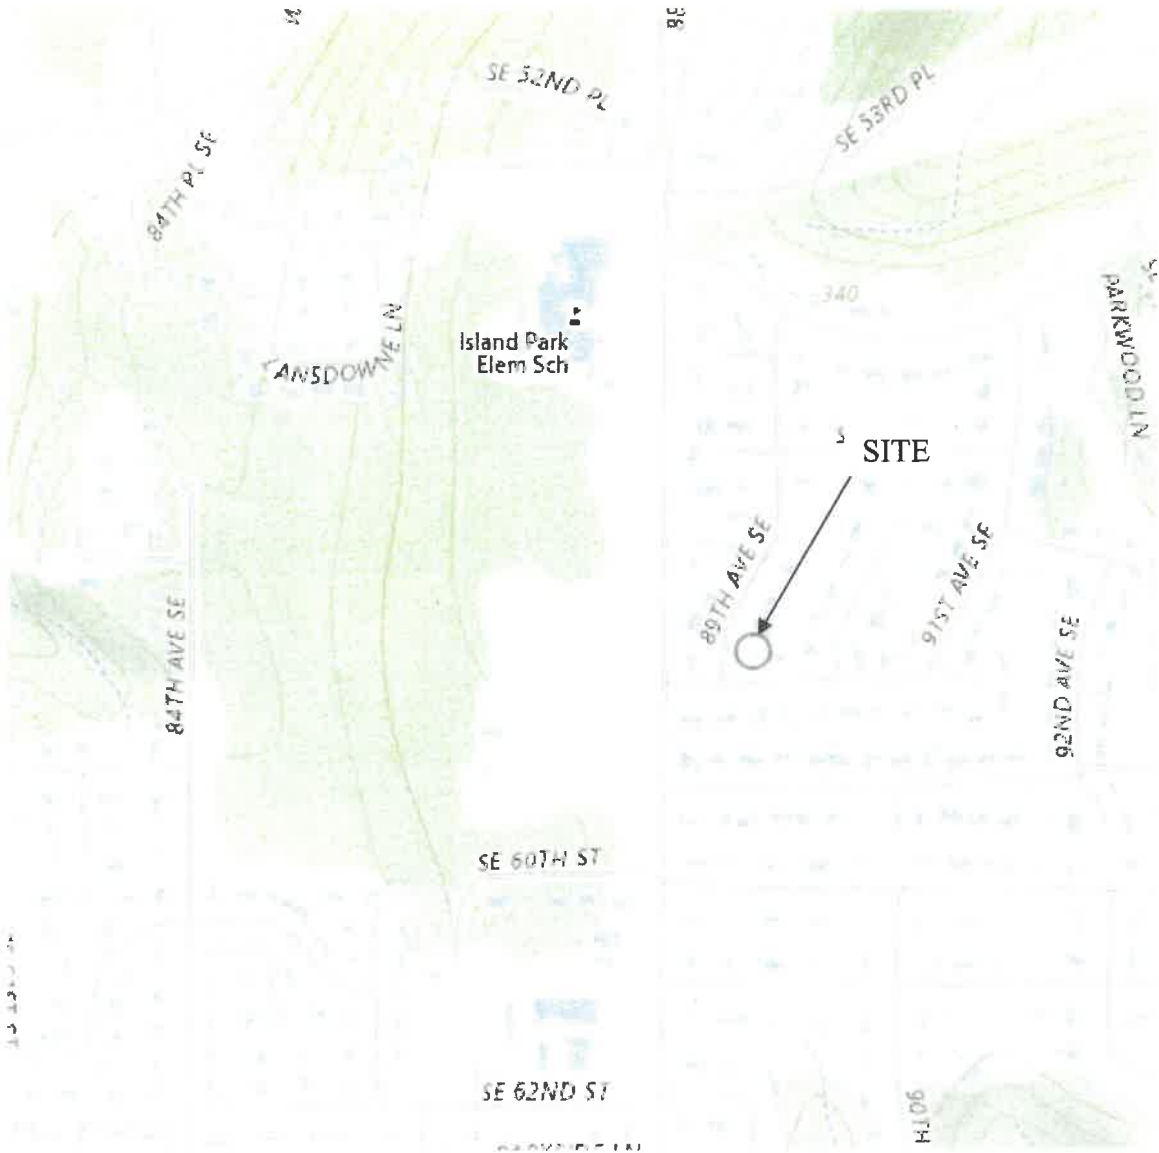 SE 52ND PL
SE 53RD PL
84TH PL SE
340
PARKWOOD LN
LANSDOWNE LN
Island Park
Elem Sch
SITE
89TH AVE SE
91ST AVE SE
84TH AVE SE
92ND AVE SE
SE 60TH ST
SE 62ND ST
90TH